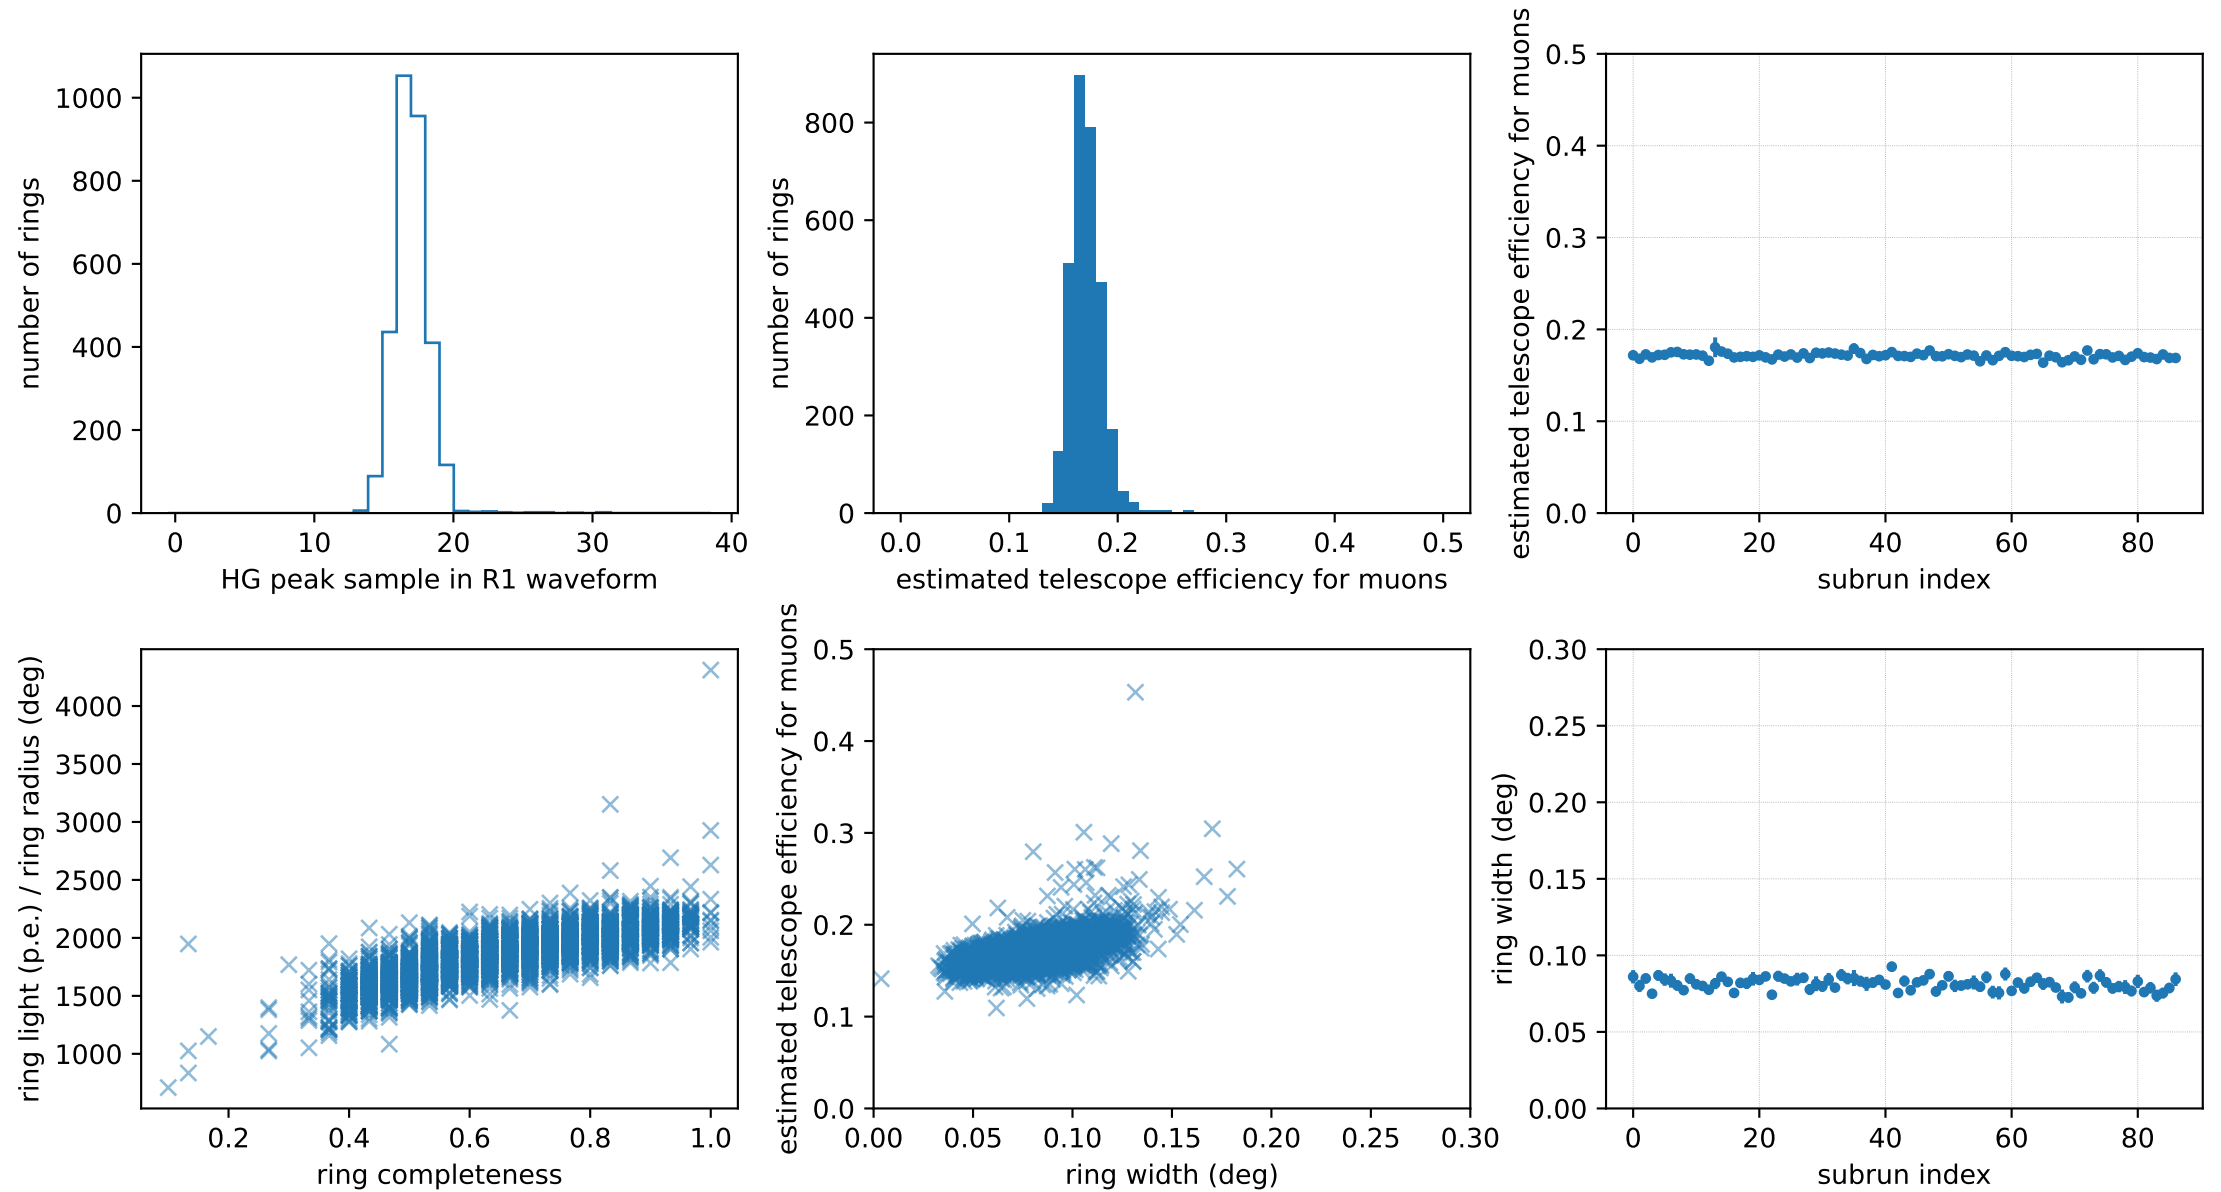 number of rings
1000
800
600
400
200
0
0 10 20 30 40
HG peak sample in R1 waveform
number of rings
800
600
400
200
0
0.0 0.1 0.2 0.3 0.4 0.5
estimated telescope efficiency for muons
estimated telescope efficiency for muons
0.5
0.4
0.3
0.2
0.1
0.0
0 20 40 60 80
subrun index
ring light (p.e.) / ring radius (deg)
4000
3500
3000
2500
2000
1500
1000
0.2 0.4 0.6 0.8 1.0
ring completeness
estimated telescope efficiency for muons
0.5
0.4
0.3
0.2
0.1
0.0
0.00 0.05 0.10 0.15 0.20 0.25 0.30
ring width (deg)
ring width (deg)
0.30
0.25
0.20
0.15
0.10
0.05
0.00
0 20 40 60 80
subrun index